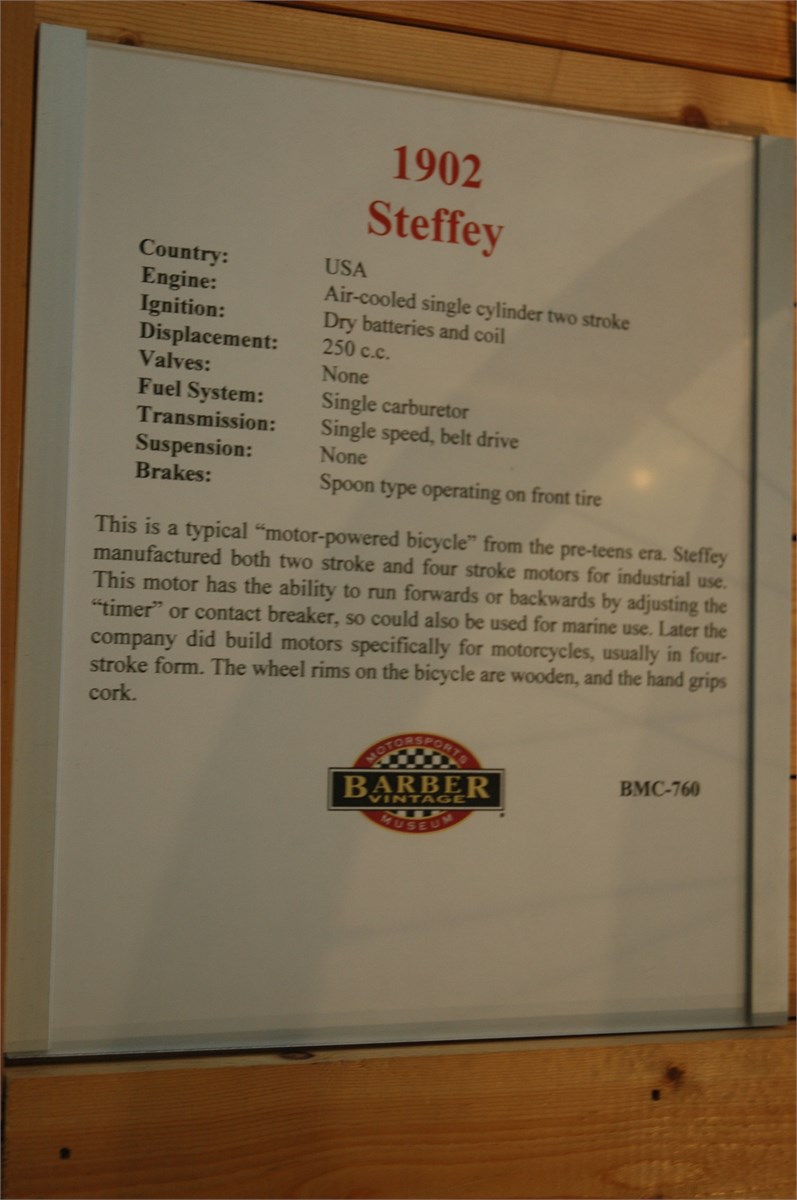 1902
Steffey
Country: USA
Engine: Air-cooled single cylinder two stroke
Ignition: Dry batteries and coil
Displacement: 250 c.c.
Valves: None
Fuel System: Single carburetor
Transmission: Single speed, belt drive
Suspension: None
Brakes: Spoon type operating on front tire
This is a typical “motor-powered bicycle” from the pre-teens era. Steffey
manufactured both two stroke and four stroke motors for industrial use.
This motor has the ability to run forwards or backwards by adjusting the
“timer” or contact breaker, so could also be used for marine use. Later the
company did build motors specifically for motorcycles, usually in four-
stroke form. The wheel rims on the bicycle are wooden, and the hand grips
cork.
MOTORSPORTS
BARBER
VINTAGE
MUSEUM
BMC-760